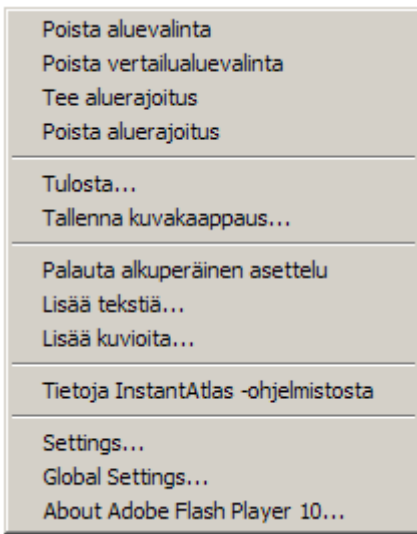 Poista aluevalinta
Poista vertailualuevalinta
Tee aluerajoitus
Poista aluerajoitus
Tulosta...
Tallenna kuvakaappaus...
Palauta alkuperäinen asettelu
Lisää tekstiä...
Lisää kuvioita...
Tietoja InstantAtlas -ohjelmistosta
Settings...
Global Settings...
About Adobe Flash Player 10...